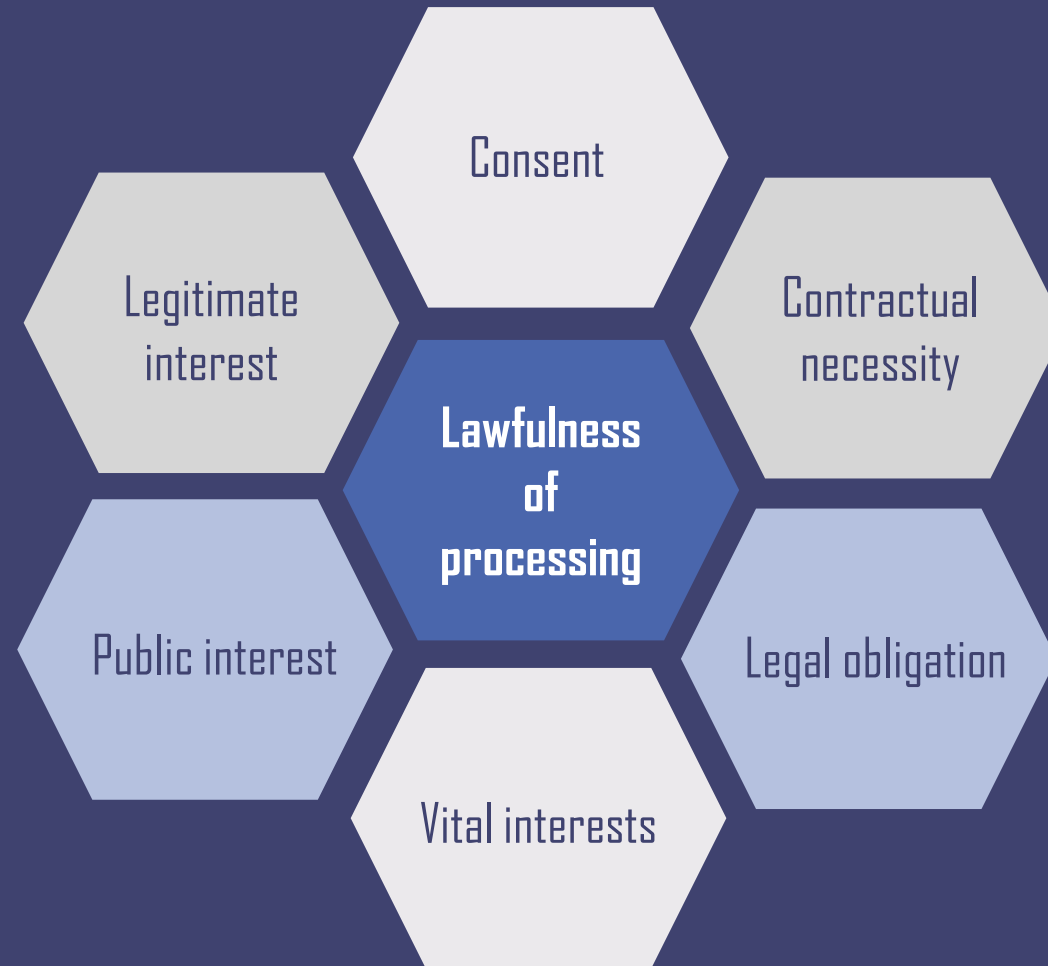 Consent
Legitimate
interest
Contractual
necessity
Lawfulness
of
processing
Public interest
Legal obligation
Vital interests